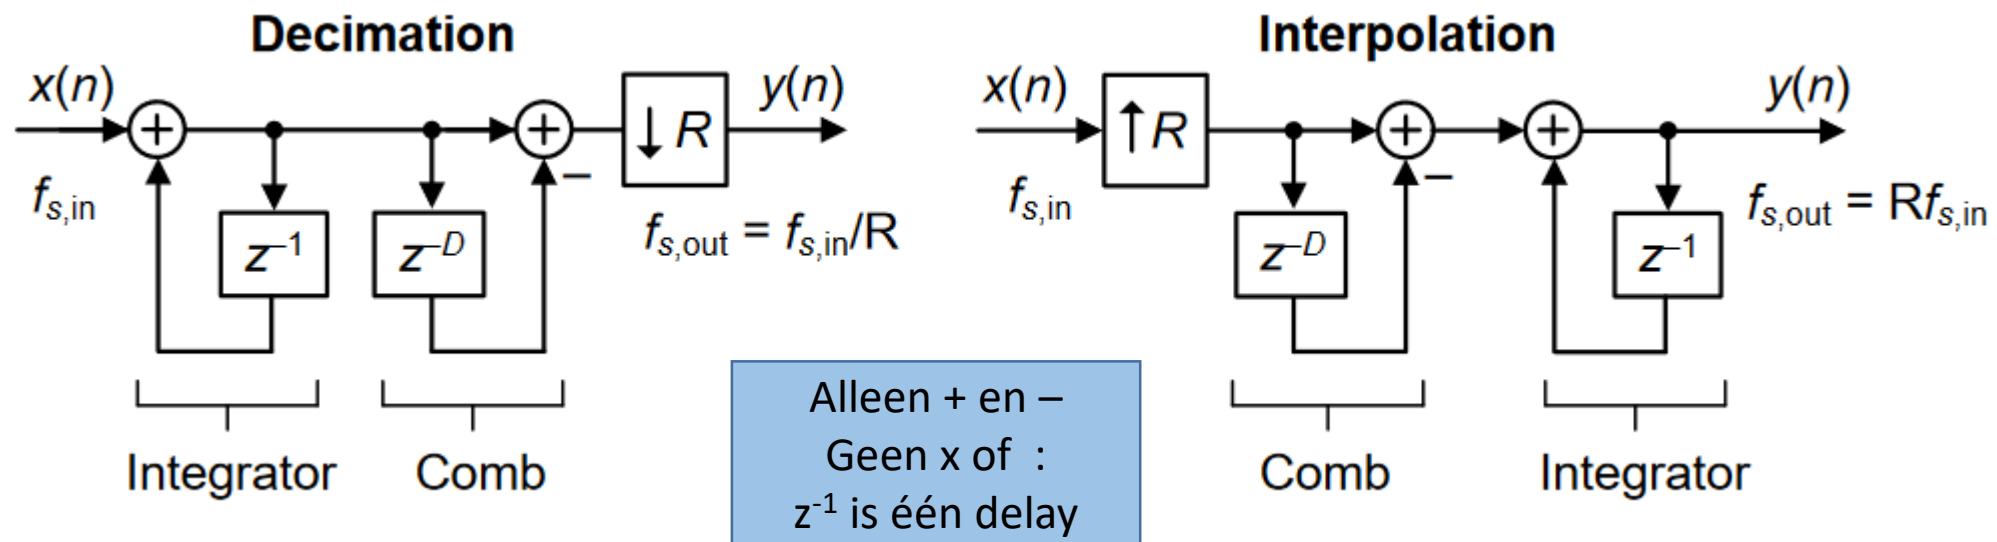 Decimation
x(n)
+
+
–
↓ R
y(n)
f_s,in
z^–1
z^–D
f_s,out = f_s,in/R
Integrator
Comb
Interpolation
x(n)
↑ R
+
–
+
y(n)
f_s,in
z^–D
z^–1
f_s,out = Rf_s,in
Comb
Integrator
Alleen + en –
Geen x of :
z^-1 is één delay